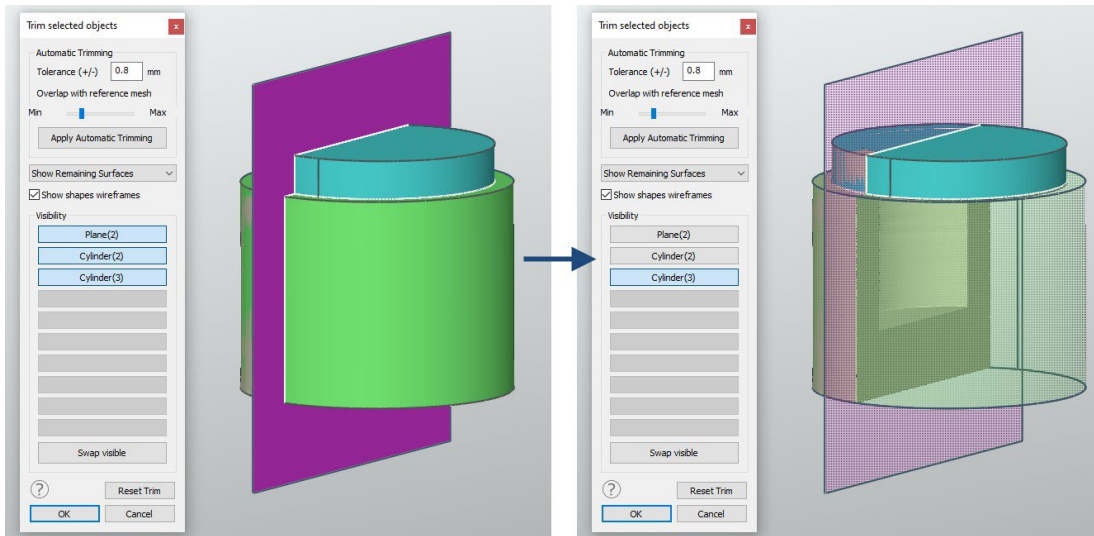 Trim selected objects
x
Automatic Trimming
Tolerance (+/-) 0.8 mm
Overlap with reference mesh
Min Max
Apply Automatic Trimming
Show Remaining Surfaces
Show shapes wireframes
Visibility
Plane(2)
Cylinder(2)
Cylinder(3)
Swap visible
? Reset Trim
OK Cancel
Trim selected objects
x
Automatic Trimming
Tolerance (+/-) 0.8 mm
Overlap with reference mesh
Min Max
Apply Automatic Trimming
Show Remaining Surfaces
Show shapes wireframes
Visibility
Plane(2)
Cylinder(2)
Cylinder(3)
Swap visible
? Reset Trim
OK Cancel